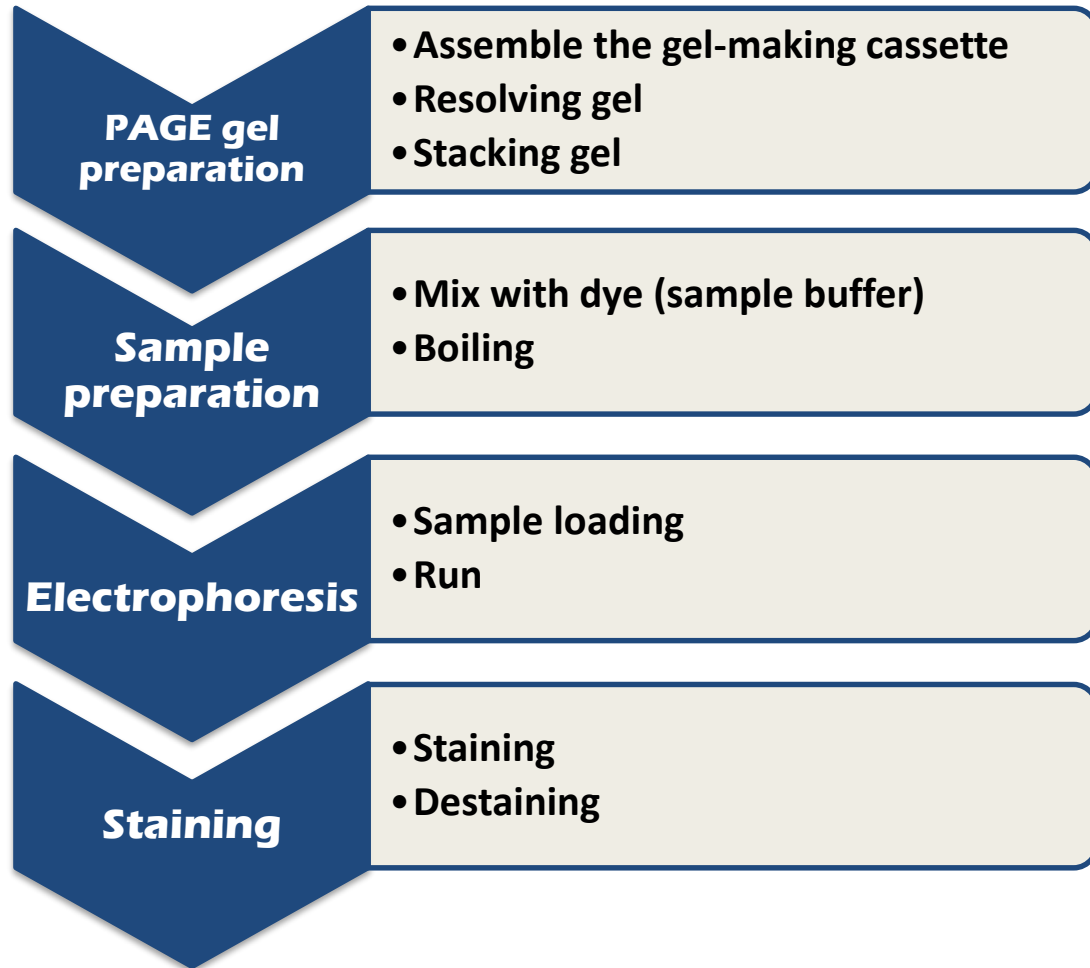 PAGE gel
preparation
•Assemble the gel-making cassette
•Resolving gel
•Stacking gel
Sample
preparation
•Mix with dye (sample buffer)
•Boiling
Electrophoresis
•Sample loading
•Run
Staining
•Staining
•Destaining